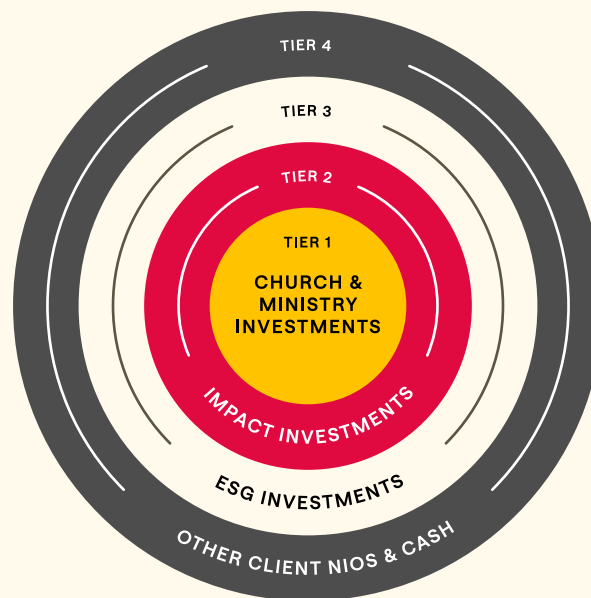 TIER 4
TIER 3
TIER 2
TIER 1
CHURCH &
MINISTRY
INVESTMENTS
IMPACT INVESTMENTS
ESG INVESTMENTS
OTHER CLIENT NIOS & CASH